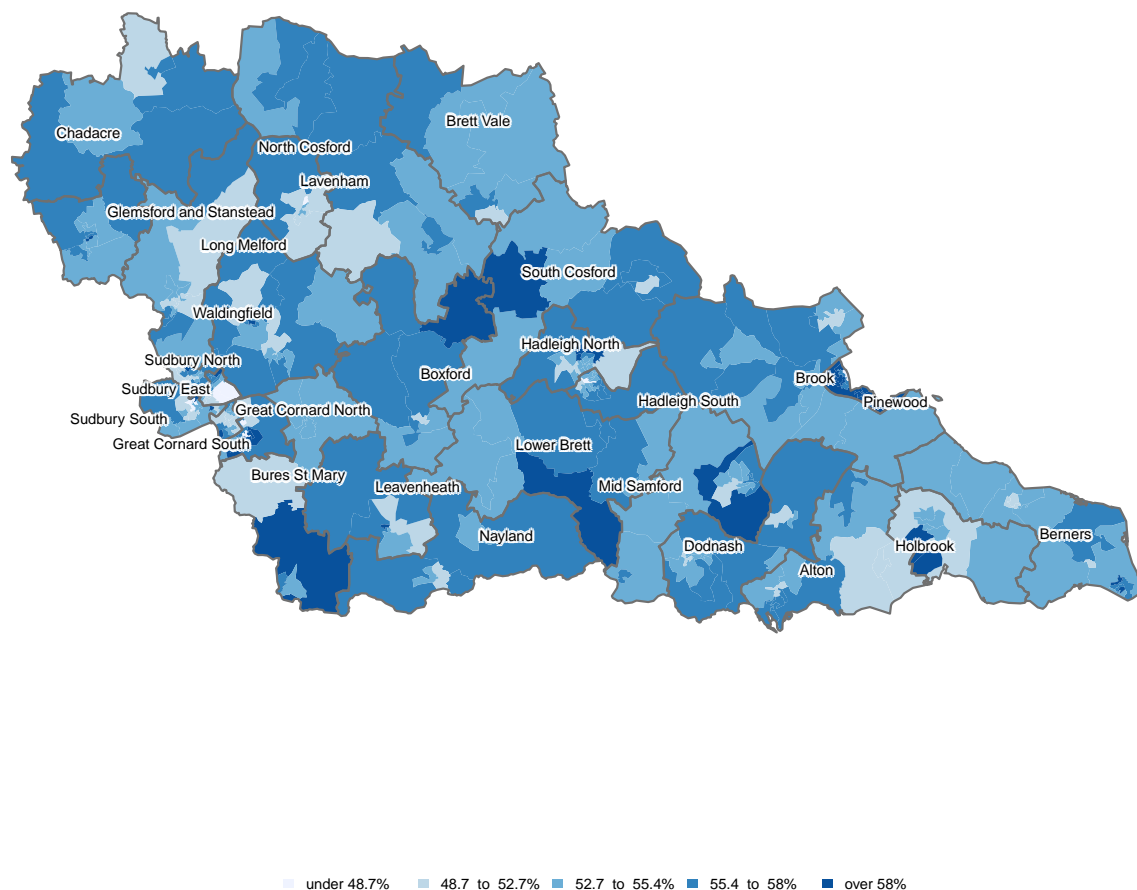 Brett Vale
Chadacre
North Cosford
Lavenham
Glemsford and Stanstead
Long Melford
South Cosford
Waldingfield
Hadleigh North
Sudbury North
Boxford
Brook
Sudbury East
Hadleigh South
Pinewood
Great Cornard North
Sudbury South
Great Cornard South
Lower Brett
Bures St Mary
Leavenheath
Mid Samford
Nayland
Berners
Dodnash
Holbrook
Alton
under 48.7%
48.7 to 52.7%
52.7 to 55.4%
55.4 to 58%
over 58%